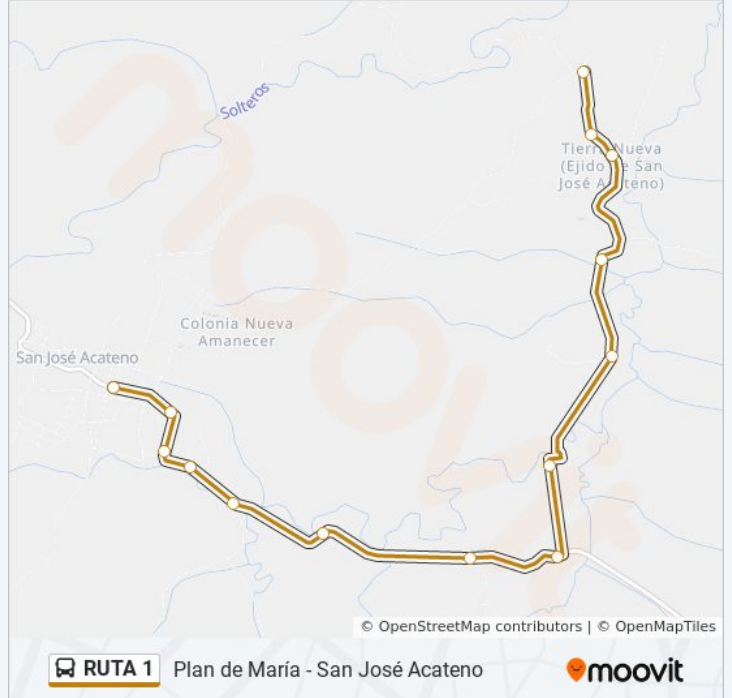 Solteros
Tierra Nueva
(Ejido de San
José Acateno)
Colonia Nueva
Amanecer
San José Acateno
moovit
© OpenStreetMap contributors | © OpenMapTiles
RUTA 1 Plan de María - San José Acateno
moovit